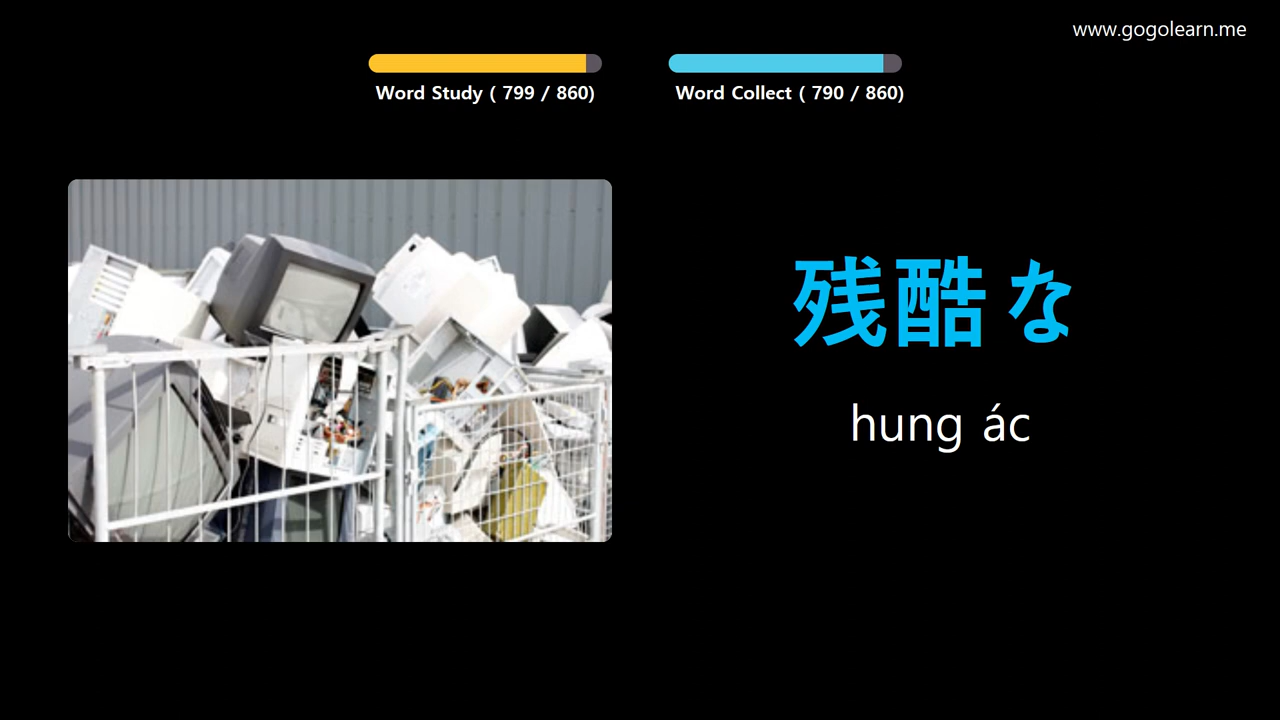 www.gogolearn.me
Word Study ( 799 / 860)
Word Collect ( 790 / 860)
残酷な
hung ác